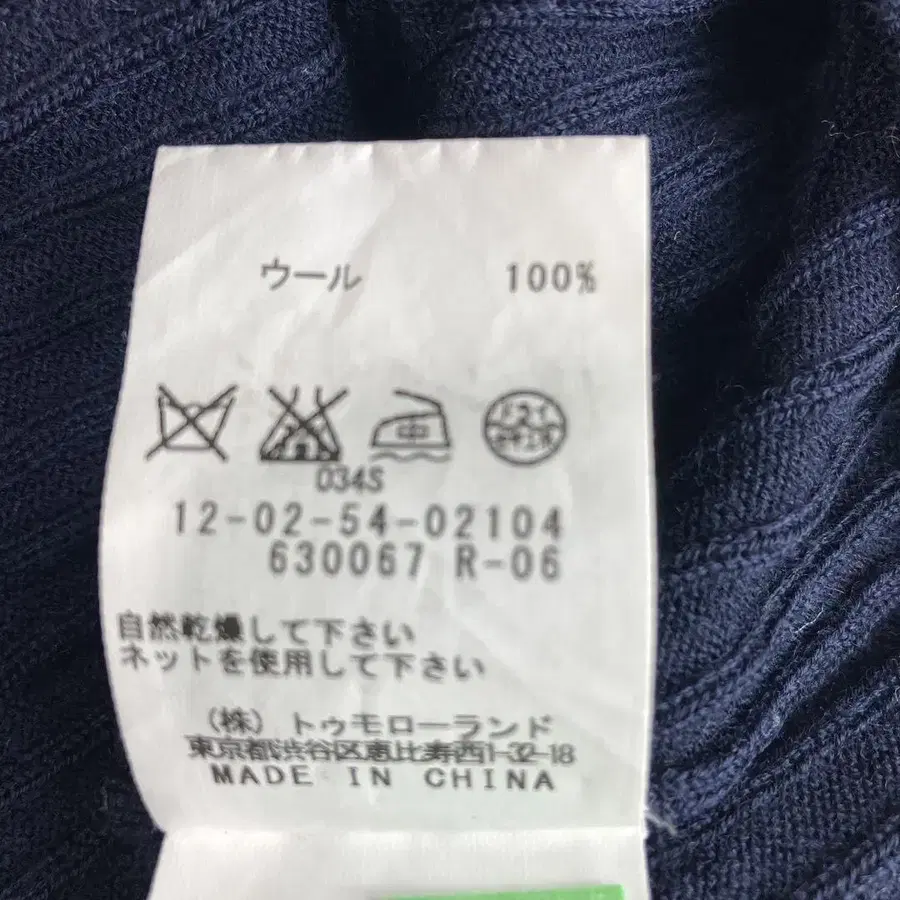 ウール 100%
034S
12-02-54-02104
630067 R-06
自然乾燥して下さい
ネットを使用して下さい
(株) トゥモローランド
東京都渋谷区恵比寿西1-32-18
MADE IN CHINA